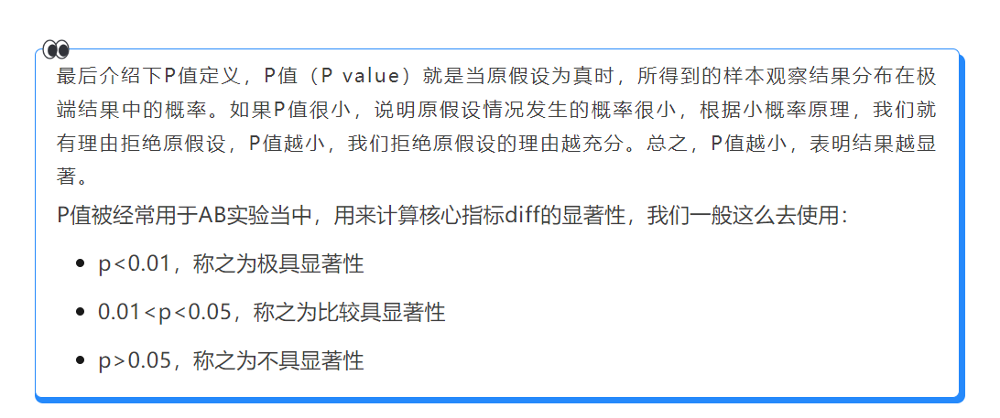 最后介绍下P值定义，P值（P value）就是当原假设为真时，所得到的样本观察结果分布在极
端结果中的概率。如果P值很小，说明原假设情况发生的概率很小，根据小概率原理，我们就
有理由拒绝原假设，P值越小，我们拒绝原假设的理由越充分。总之，P值越小，表明结果越显
著。
P值被经常用于AB实验当中，用来计算核心指标diff的显著性，我们一般这么去使用：
• p<0.01，称之为极具显著性
• 0.01<p<0.05，称之为比较具显著性
• p>0.05，称之为不具显著性